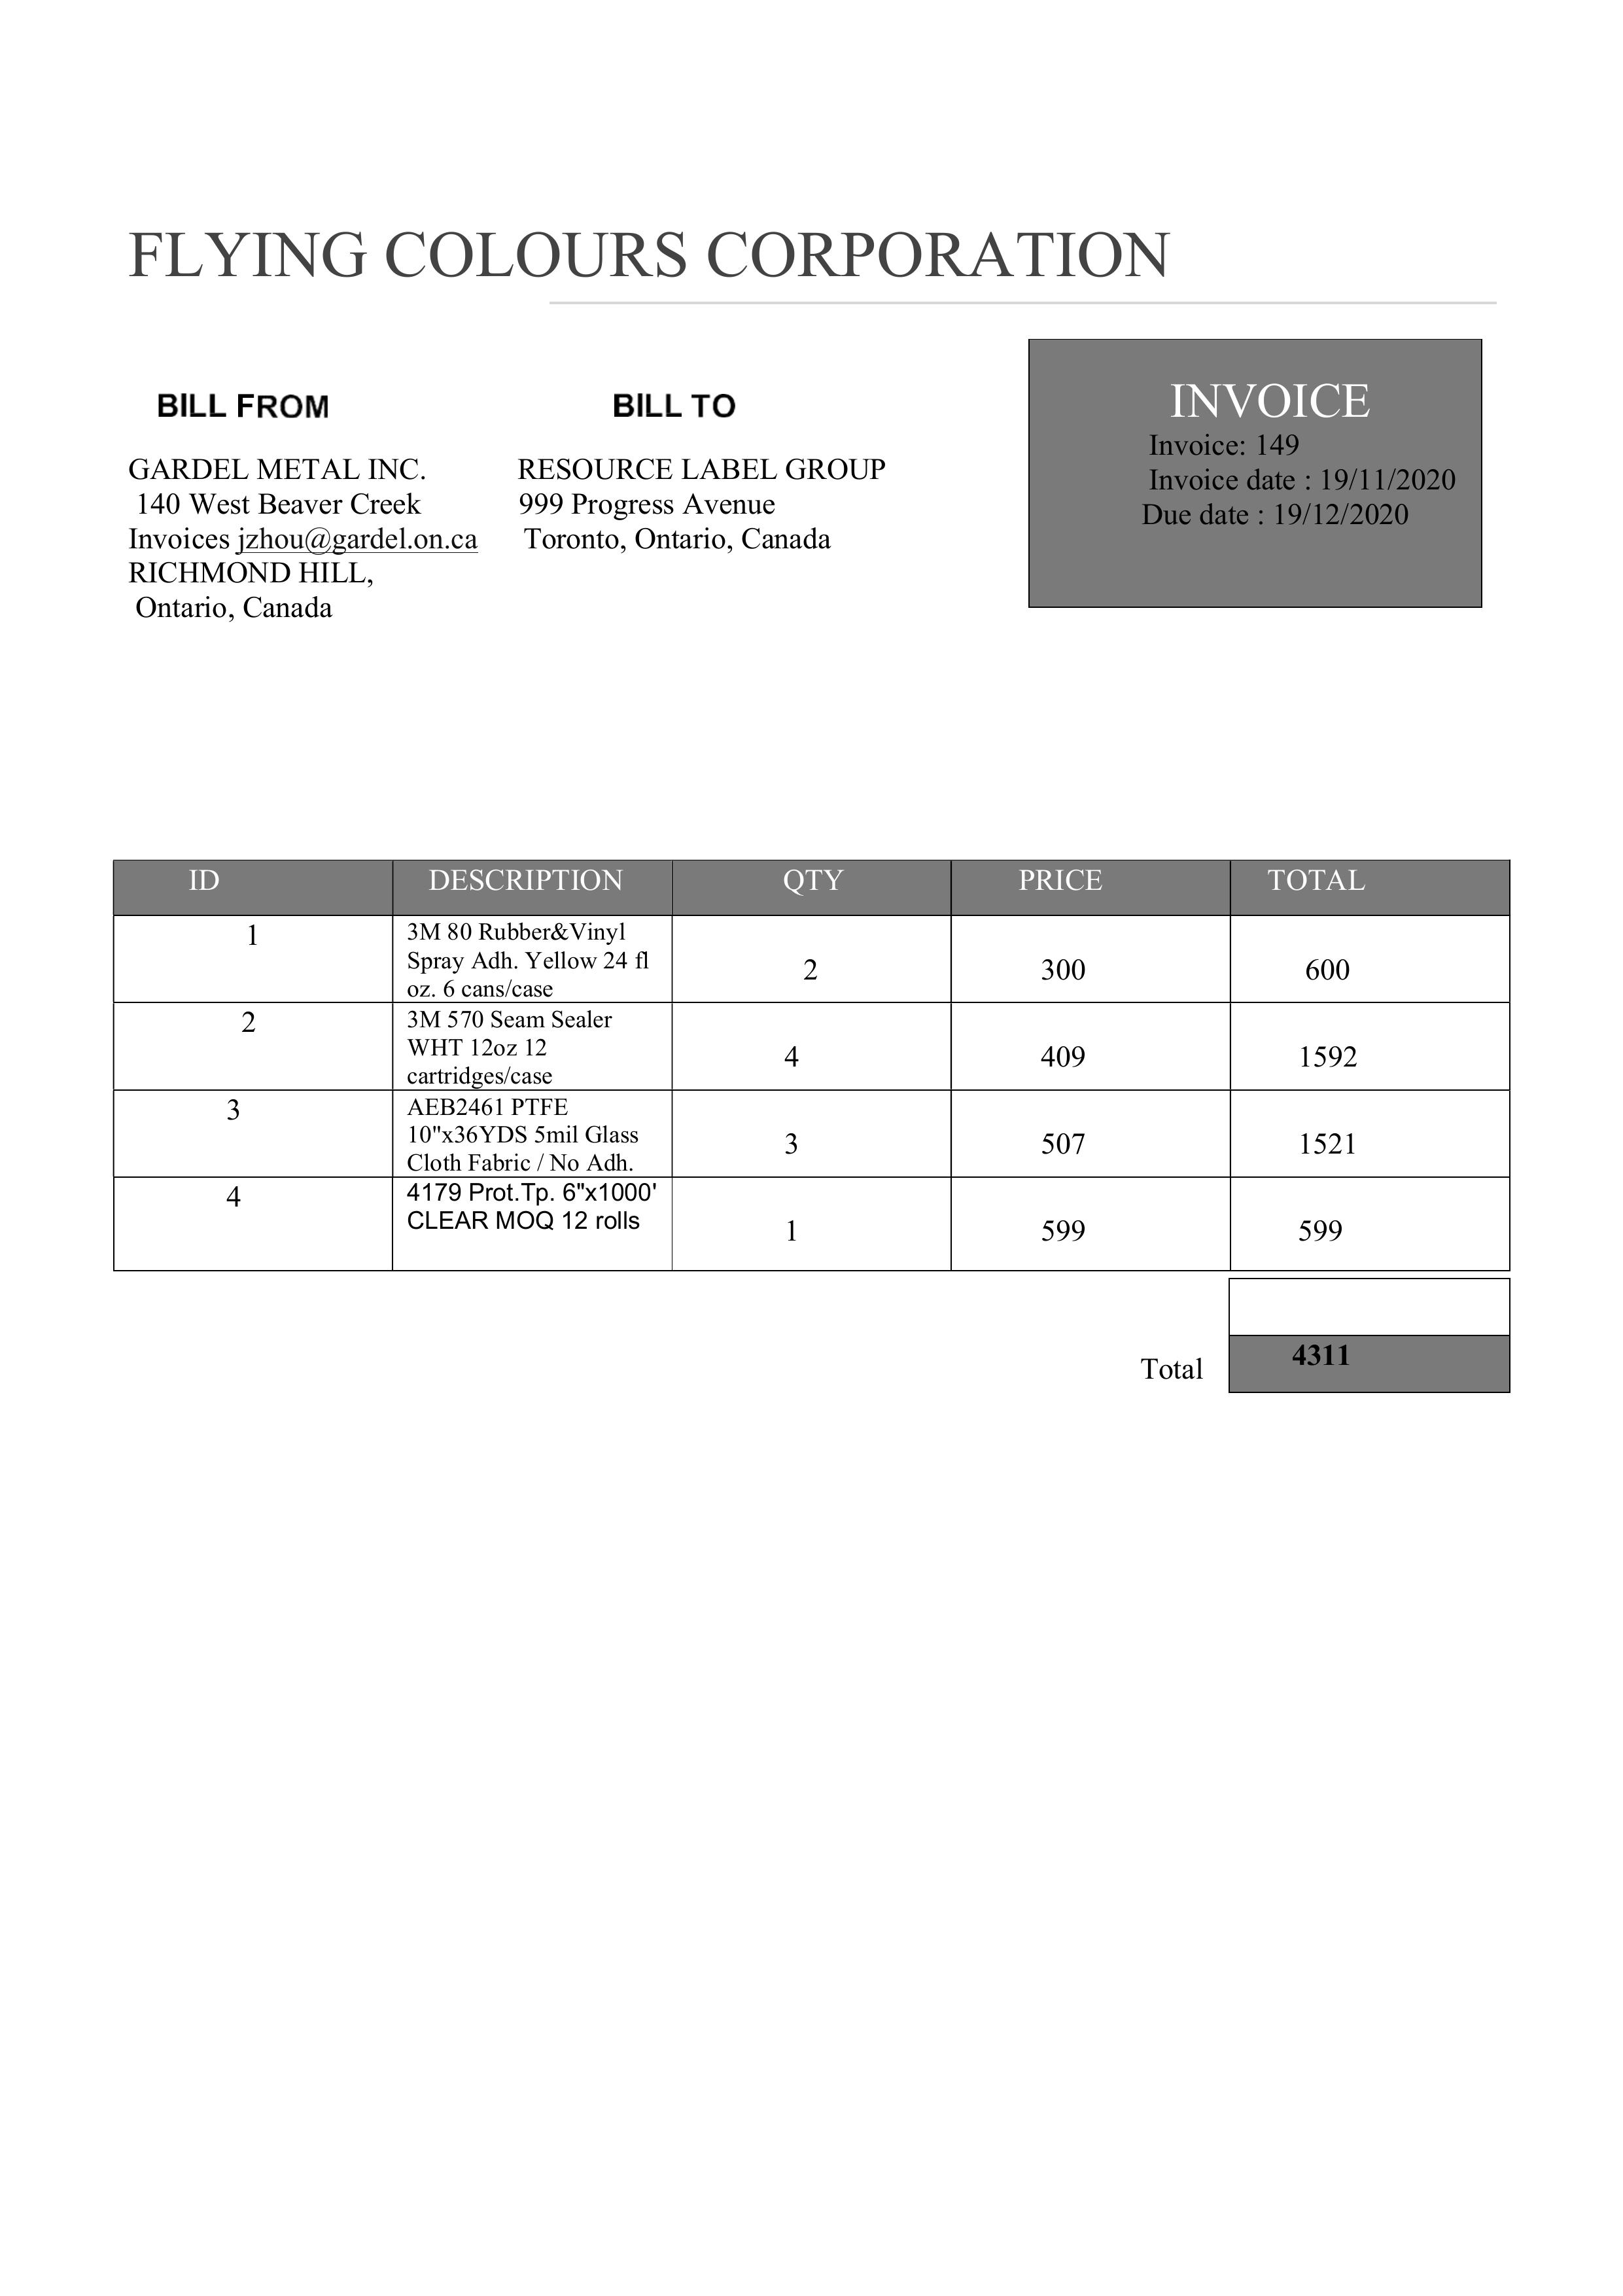 FLYING COLOURS CORPORATION
BILL FROM
GARDEL METAL INC.
140 West Beaver Creek
Invoices jzhou@gardel.on.ca
RICHMOND HILL,
Ontario, Canada
BILL TO
RESOURCE LABEL GROUP
999 Progress Avenue
Toronto, Ontario, Canada
INVOICE
Invoice: 149
Invoice date : 19/11/2020
Due date : 19/12/2020
ID DESCRIPTION QTY PRICE TOTAL
1
3M 80 Rubber&Vinyl
Spray Adh. Yellow 24 fl
oz. 6 cans/case
2 300 600
2
3M 570 Seam Sealer
WHT 12oz 12
cartridges/case
4 409 1592
3
AEB2461 PTFE
10"x36YDS 5mil Glass
Cloth Fabric / No Adh.
3 507 1521
4
4179 Prot.Tp. 6"x1000'
CLEAR MOQ 12 rolls
1 599 599
Total 4311